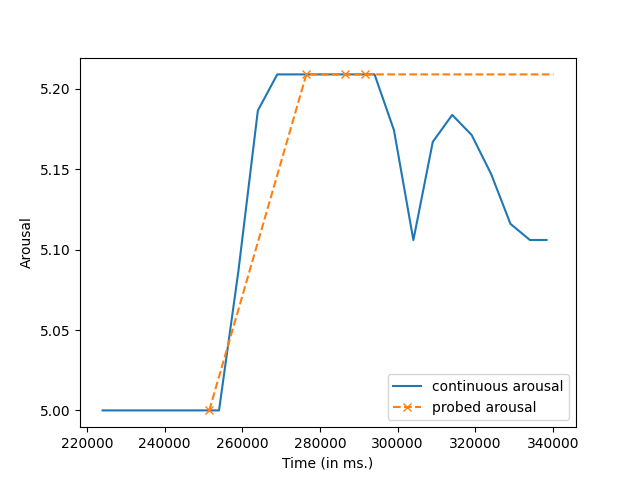 5.20
5.15
5.10
5.05
5.00
Arousal
220000 240000 260000 280000 300000 320000 340000
Time (in ms.)
continuous arousal
probed arousal